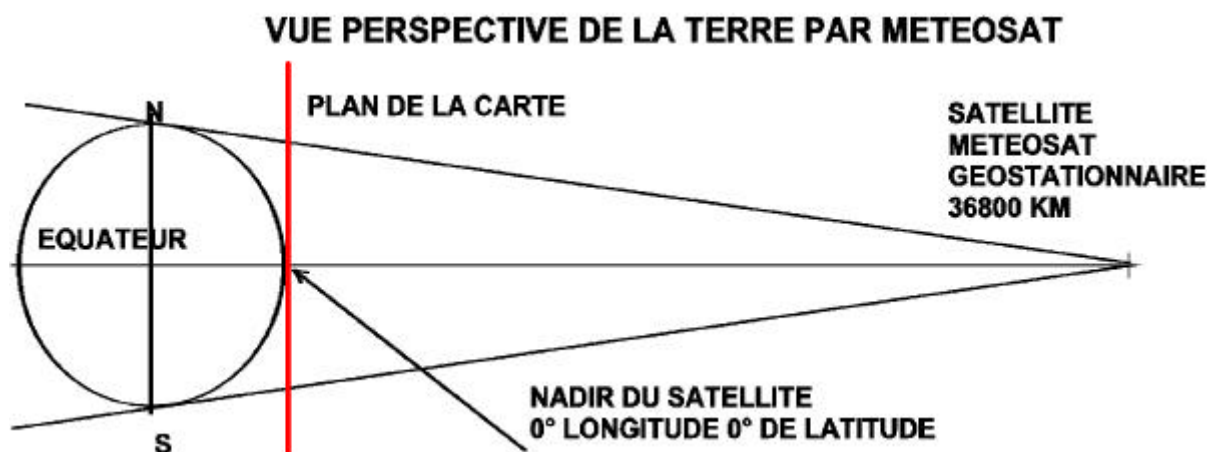 VUE PERSPECTIVE DE LA TERRE PAR METEOSAT
N
PLAN DE LA CARTE
SATELLITE
METEOSAT
GEOSTATIONNAIRE
36800 KM
EQUATEUR
NADIR DU SATELLITE
0° LONGITUDE 0° DE LATITUDE
S